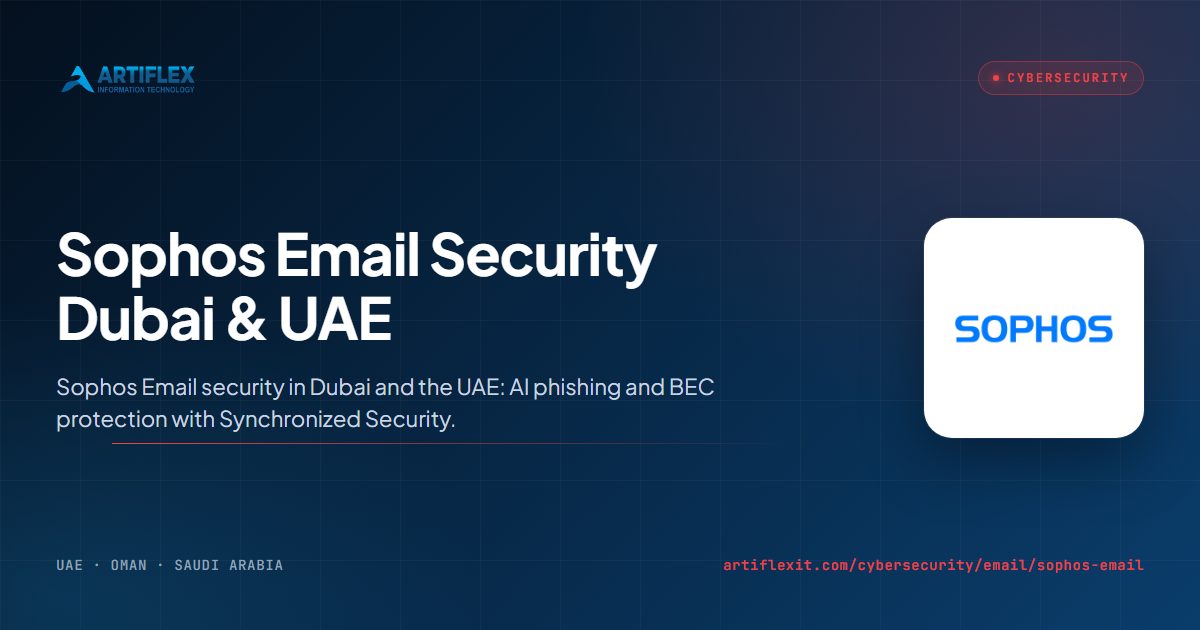 ARTIFLEX
INFORMATION TECHNOLOGY
CYBERSECURITY
Sophos Email Security
Dubai & UAE
Sophos Email security in Dubai and the UAE: AI phishing and BEC
protection with Synchronized Security.
SOPHOS
UAE · OMAN · SAUDI ARABIA
artiflexit.com/cybersecurity/email/sophos-email